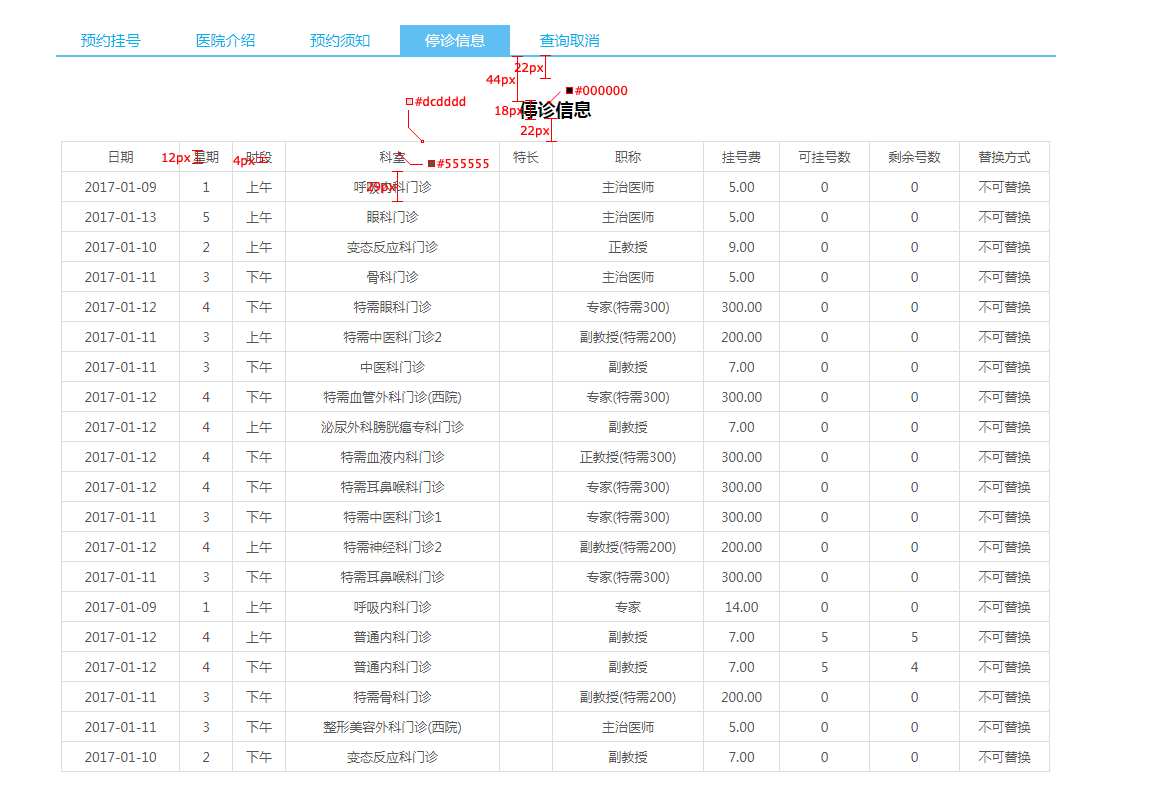 预约挂号 医院介绍 预约须知 停诊信息 查询取消
22px
44px
#000000
#dcdddd
18px 停诊信息
22px
日期 12px 星期 4px 时段 科室 #555555 特长 职称 挂号费 可挂号数 剩余号数 替换方式
2017-01-09 1 上午 呼吸内科门诊 29px 主治医师 5.00 0 0 不可替换
2017-01-13 5 上午 眼科门诊 主治医师 5.00 0 0 不可替换
2017-01-10 2 上午 变态反应科门诊 正教授 9.00 0 0 不可替换
2017-01-11 3 下午 骨科门诊 主治医师 5.00 0 0 不可替换
2017-01-12 4 下午 特需眼科门诊 专家(特需300) 300.00 0 0 不可替换
2017-01-11 3 上午 特需中医科门诊2 副教授(特需200) 200.00 0 0 不可替换
2017-01-11 3 下午 中医科门诊 副教授 7.00 0 0 不可替换
2017-01-12 4 下午 特需血管外科门诊(西院) 专家(特需300) 300.00 0 0 不可替换
2017-01-12 4 上午 泌尿外科膀胱癌专科门诊 副教授 7.00 0 0 不可替换
2017-01-12 4 下午 特需血液内科门诊 正教授(特需300) 300.00 0 0 不可替换
2017-01-12 4 下午 特需耳鼻喉科门诊 专家(特需300) 300.00 0 0 不可替换
2017-01-11 3 下午 特需中医科门诊1 专家(特需300) 300.00 0 0 不可替换
2017-01-12 4 上午 特需神经科门诊2 副教授(特需200) 200.00 0 0 不可替换
2017-01-11 3 下午 特需耳鼻喉科门诊 专家(特需300) 300.00 0 0 不可替换
2017-01-09 1 上午 呼吸内科门诊 专家 14.00 0 0 不可替换
2017-01-12 4 上午 普通内科门诊 副教授 7.00 5 5 不可替换
2017-01-12 4 下午 普通内科门诊 副教授 7.00 5 4 不可替换
2017-01-11 3 下午 特需骨科门诊 副教授(特需200) 200.00 0 0 不可替换
2017-01-11 3 下午 整形美容外科门诊(西院) 主治医师 5.00 0 0 不可替换
2017-01-10 2 下午 变态反应科门诊 副教授 7.00 0 0 不可替换